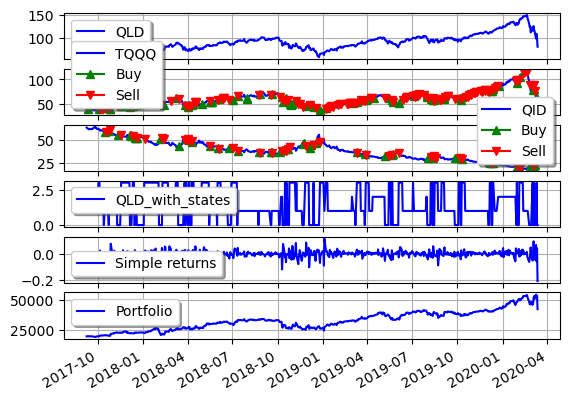 150
100
QLD
TQQQ
Buy
Sell
100
50
QID
Buy
Sell
50
25
2.5
0.0
QLD_with_states
0.0
−0.2
Simple returns
50000
25000
Portfolio
2017-10
2018-01
2018-04
2018-07
2018-10
2019-01
2019-04
2019-07
2019-10
2020-01
2020-04